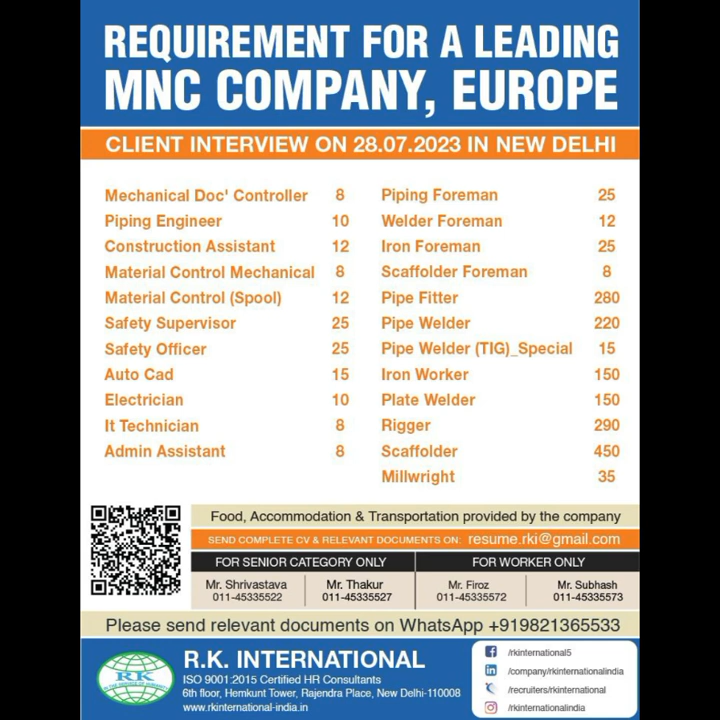 REQUIREMENT FOR A LEADING
MNC COMPANY, EUROPE
CLIENT INTERVIEW ON 28.07.2023 IN NEW DELHI
Mechanical Doc' Controller 8
Piping Engineer 10
Construction Assistant 12
Material Control Mechanical 8
Material Control (Spool) 12
Safety Supervisor 25
Safety Officer 25
Auto Cad 15
Electrician 10
It Technician 8
Admin Assistant 8
Piping Foreman 25
Welder Foreman 12
Iron Foreman 25
Scaffolder Foreman 8
Pipe Fitter 280
Pipe Welder 220
Pipe Welder (TIG)_Special 15
Iron Worker 150
Plate Welder 150
Rigger 290
Scaffolder 450
Millwright 35
Food, Accommodation & Transportation provided by the company
SEND COMPLETE CV & RELEVANT DOCUMENTS ON: resume.rki@gmail.com
FOR SENIOR CATEGORY ONLY
Mr. Shrivastava
011-45335522
Mr. Thakur
011-45335527
FOR WORKER ONLY
Mr. Firoz
011-45335572
Mr. Subhash
011-45335573
Please send relevant documents on WhatsApp +919821365533
RK
R.K. INTERNATIONAL
ISO 9001:2015 Certified HR Consultants
6th floor, Hemkunt Tower, Rajendra Place, New Delhi-110008
www.rkinternational-india.in
/rkinternational5
/company/rkinternationalindia
/recruiters/rkinternational
/rkinternationalindia